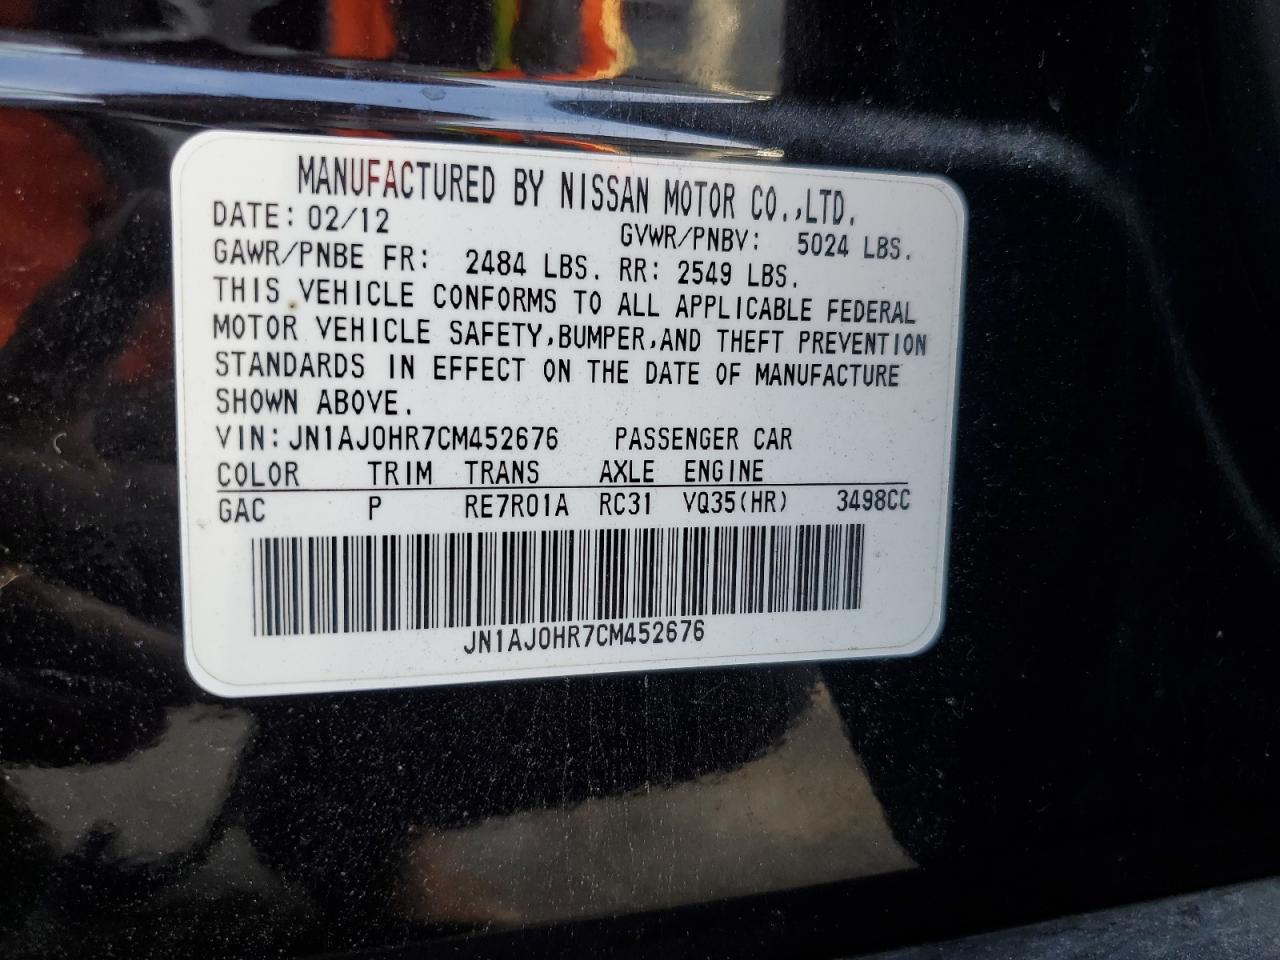 MANUFACTURED BY NISSAN MOTOR CO.,LTD.
DATE: 02/12 GVWR/PNBV: 5024 LBS.
GAWR/PNBE FR: 2484 LBS. RR: 2549 LBS.
THIS VEHICLE CONFORMS TO ALL APPLICABLE FEDERAL
MOTOR VEHICLE SAFETY,BUMPER,AND THEFT PREVENTION
STANDARDS IN EFFECT ON THE DATE OF MANUFACTURE
SHOWN ABOVE.
VIN: JN1AJ0HR7CM452676 PASSENGER CAR
COLOR TRIM TRANS AXLE ENGINE
GAC P RE7R01A RC31 VQ35(HR) 3498CC
JN1AJ0HR7CM452676